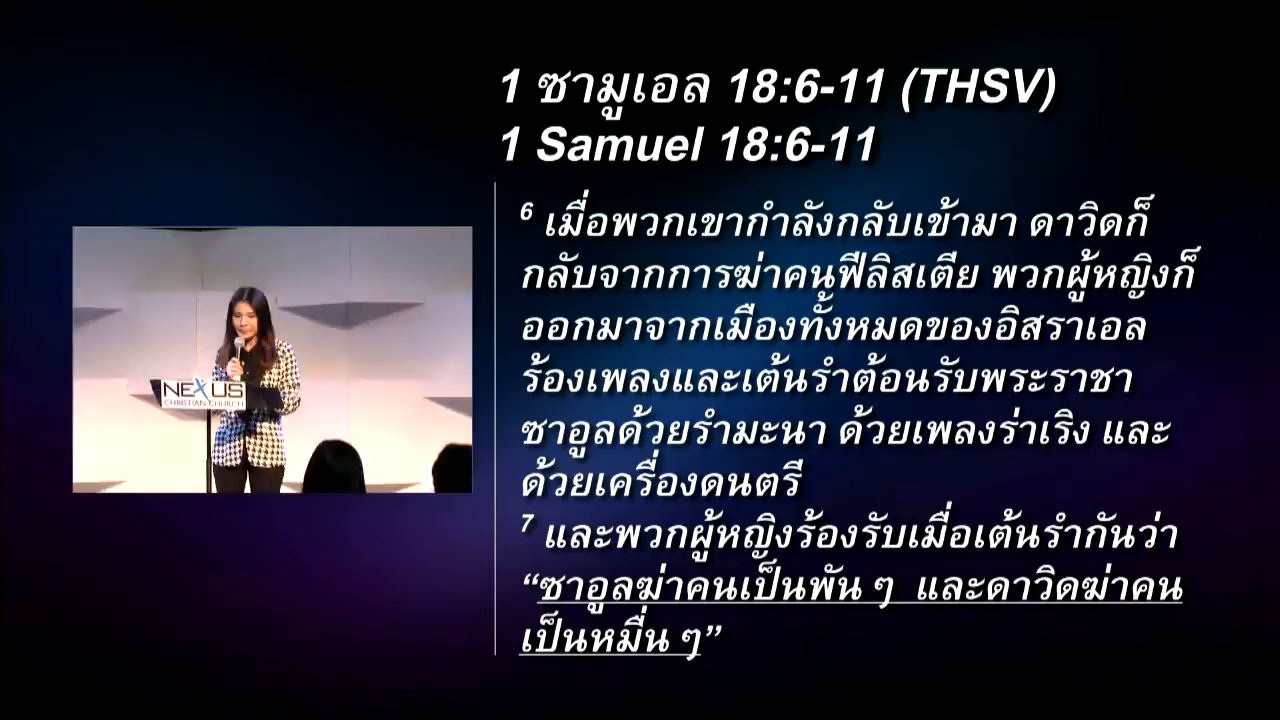 1 ซามูเอล 18:6-11 (THSV)
1 Samuel 18:6-11
6 เมื่อพวกเขากำลังกลับเข้ามา ดาวิดก็
กลับจากการฆ่าคนฟีลิสเตีย พวกผู้หญิงก็
ออกมาจากเมืองทั้งหมดของอิสราเอล
ร้องเพลงและเต้นรำต้อนรับพระราชา
ซาอูลด้วยรำมะนา ด้วยเพลงร่าเริง และ
ด้วยเครื่องดนตรี
7 และพวกผู้หญิงร้องรับเมื่อเต้นรำกันว่า
“ซาอูลฆ่าคนเป็นพัน ๆ และดาวิดฆ่าคน
เป็นหมื่น ๆ”
NEXUS
CHRISTIAN CHURCH